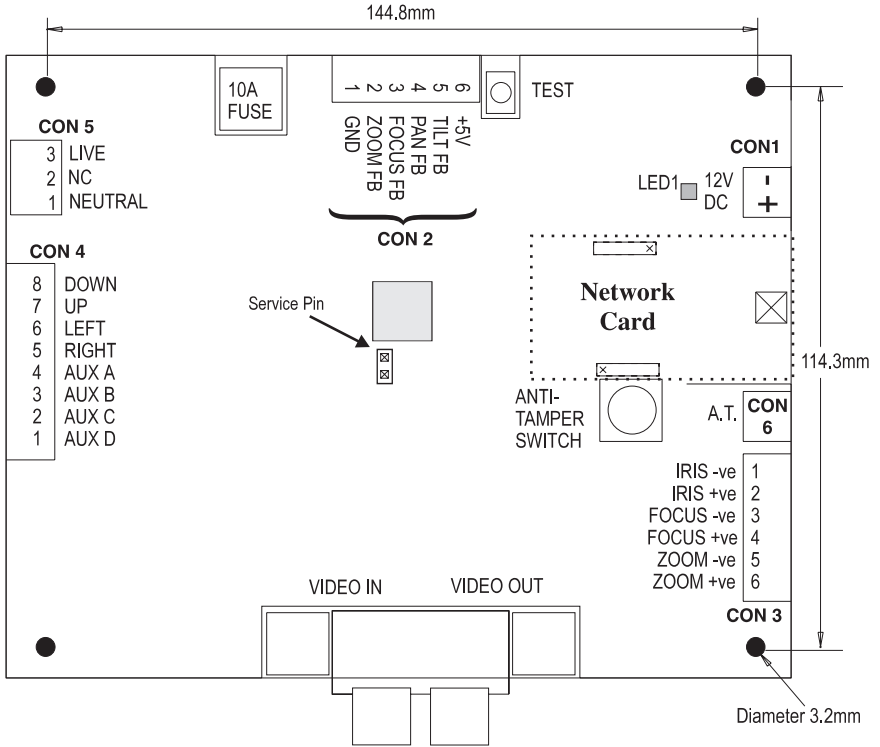 144.8mm
10A
FUSE
1 2 3 4 5 6
GND
ZOOM FB
FOCUS FB
PAN FB
TILT FB
+5V
CON 2
TEST
CON 5
3 LIVE
2 NC
1 NEUTRAL
CON1
LED1
12V
DC
-
+
CON 4
8 DOWN
7 UP
6 LEFT
5 RIGHT
4 AUX A
3 AUX B
2 AUX C
1 AUX D
Service Pin
Network
Card
114.3mm
ANTI-
TAMPER
SWITCH
A.T.
CON
6
IRIS -ve 1
IRIS +ve 2
FOCUS -ve 3
FOCUS +ve 4
ZOOM -ve 5
ZOOM +ve 6
CON 3
VIDEO IN
VIDEO OUT
Diameter 3.2mm